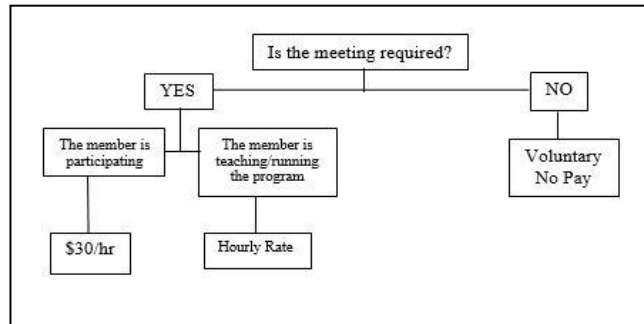 Is the meeting required?
YES
NO
The member is
participating
The member is
teaching/running
the program
Voluntary
No Pay
$30/hr
Hourly Rate